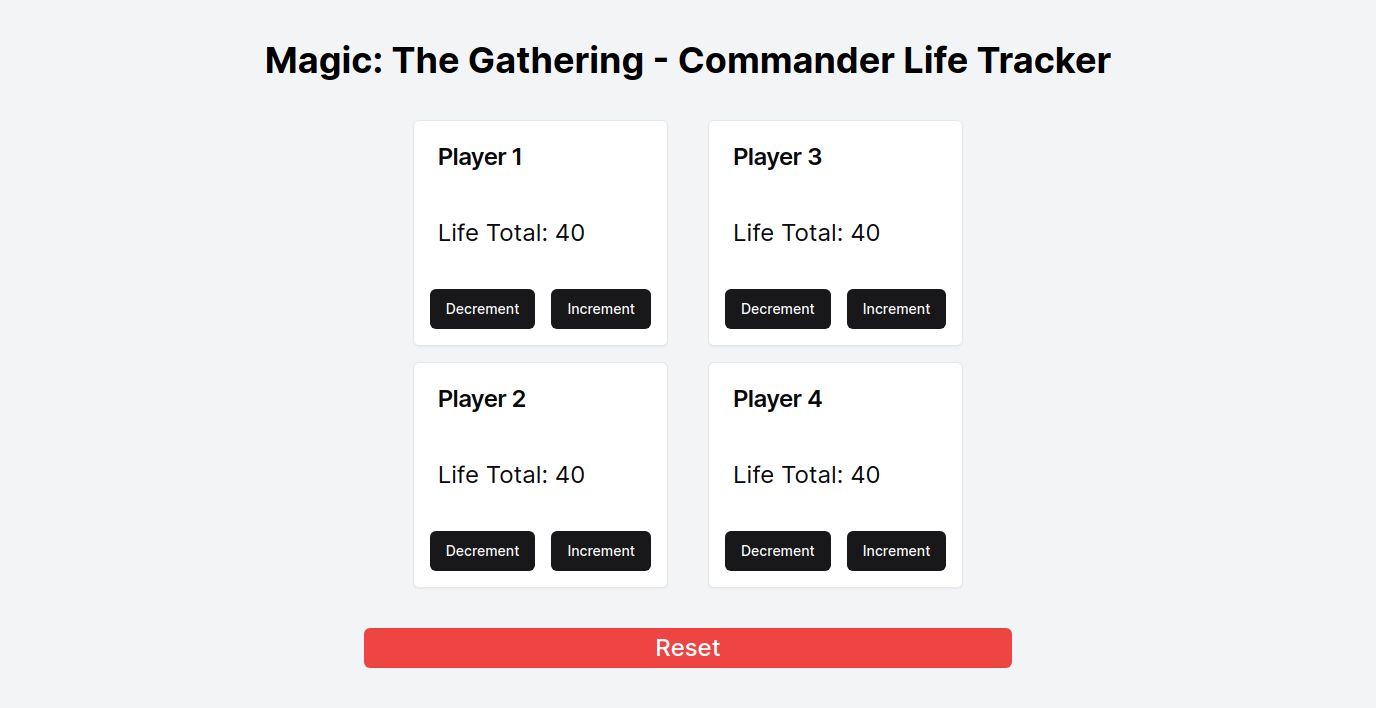 Magic: The Gathering - Commander Life Tracker
Player 1
Life Total: 40
Decrement Increment
Player 3
Life Total: 40
Decrement Increment
Player 2
Life Total: 40
Decrement Increment
Player 4
Life Total: 40
Decrement Increment
Reset